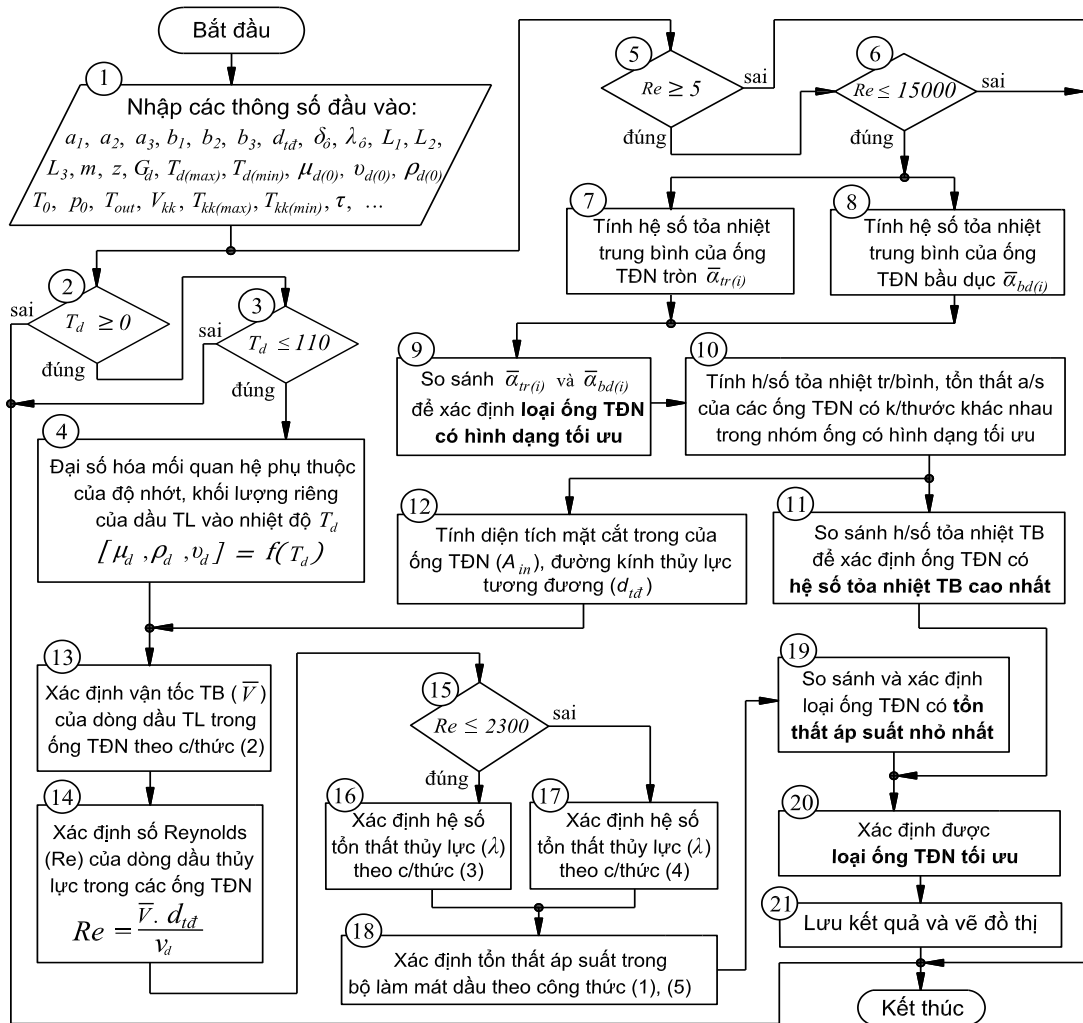 Bắt đầu
1
Nhập các thông số đầu vào:
a1, a2, a3, b1, b2, b3, dtđ, δô, λô, L1, L2,
L3, m, z, Gd, Td(max), Td(min), μd(0), υd(0), ρd(0)
T0, p0, Tout, Vkk, Tkk(max), Tkk(min), τ, ...
2
Td ≥ 0
sai
đúng
3
Td ≤ 110
sai
đúng
4
Đại số hóa mối quan hệ phụ thuộc
của độ nhớt, khối lượng riêng
của dầu TL vào nhiệt độ Td
[μd , ρd , υd] = f(Td)
5
Re ≥ 5
sai
đúng
6
Re ≤ 15000
sai
đúng
7
Tính hệ số tỏa nhiệt
trung bình của ống
TĐN tròn α̅tr(i)
8
Tính hệ số tỏa nhiệt
trung bình của ống
TĐN bầu dục α̅bd(i)
9
So sánh α̅tr(i) và α̅bd(i)
để xác định loại ống TĐN
có hình dạng tối ưu
10
Tính h/số tỏa nhiệt tr/bình, tổn thất a/s
của các ống TĐN có k/thước khác nhau
trong nhóm ống có hình dạng tối ưu
11
So sánh h/số tỏa nhiệt TB
để xác định ống TĐN có
hệ số tỏa nhiệt TB cao nhất
12
Tính diện tích mặt cắt trong của
ống TĐN (Ain), đường kính thủy lực
tương đương (dtđ)
13
Xác định vận tốc TB (V̅)
của dòng dầu TL trong
ống TĐN theo c/thức (2)
14
Xác định số Reynolds
(Re) của dòng dầu thủy
lực trong các ống TĐN
Re = V̅. dtđ / νd
15
Re ≤ 2300
sai
đúng
16
Xác định hệ số
tổn thất thủy lực (λ)
theo c/thức (3)
17
Xác định hệ số
tổn thất thủy lực (λ)
theo c/thức (4)
18
Xác định tổn thất áp suất trong
bộ làm mát dầu theo công thức (1), (5)
19
So sánh và xác định
loại ống TĐN có tổn
thất áp suất nhỏ nhất
20
Xác định được
loại ống TĐN tối ưu
21
Lưu kết quả và vẽ đồ thị
Kết thúc